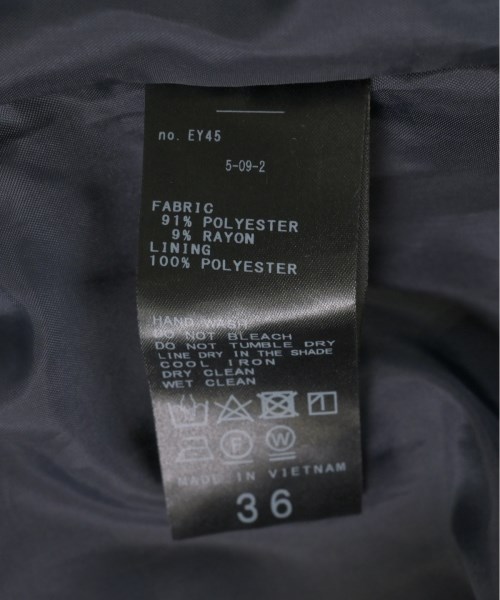 no. EY45
5-09-2
FABRIC
91% POLYESTER
9% RAYON
LINING
100% POLYESTER
HAND WASH
DO NOT BLEACH
DO NOT TUMBLE DRY
LINE DRY IN THE SHADE
COOL IRON
DRY CLEAN
WET CLEAN
F W
MADE IN VIETNAM
36